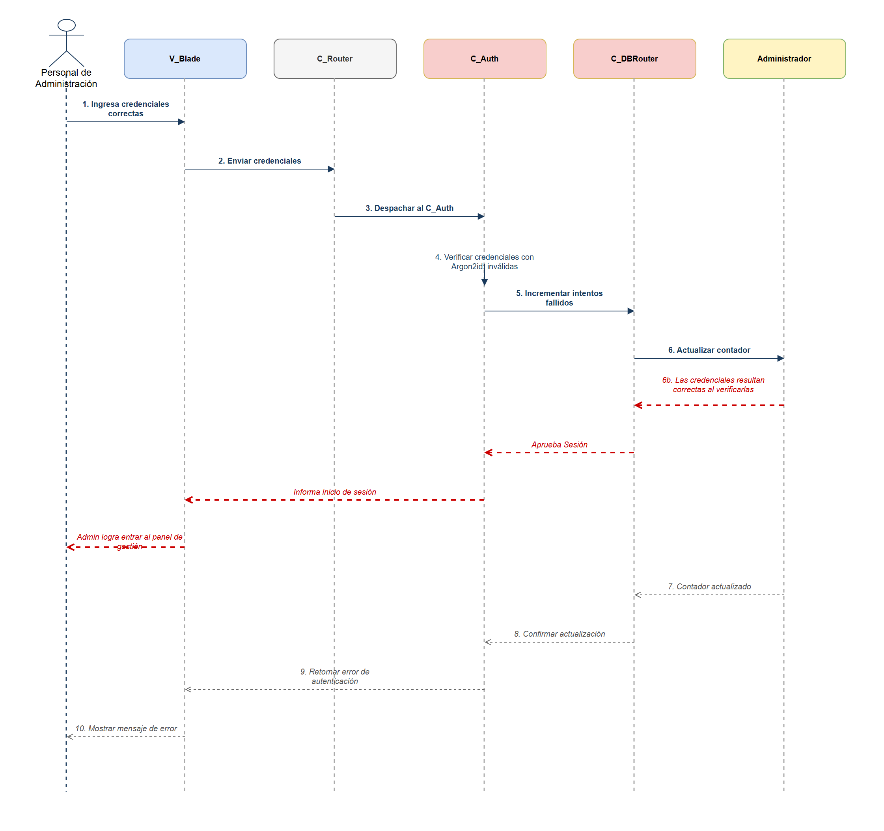 Personal de
Administración
V_Blade
C_Router
C_Auth
C_DBRouter
Administrador
1. Ingresa credenciales
correctas
2. Enviar credenciales
3. Despachar al C_Auth
4. Verificar credenciales con
Argon2id: inválidas
5. Incrementar intentos
fallidos
6. Actualizar contador
6b. Las credenciales resultan
correctas al verificarlas
Aprueba Sesión
Informa inicio de sesión
Admin logra entrar al panel de
gestión
7. Contador actualizado
8. Confirmar actualización
9. Retornar error de
autenticación
10. Mostrar mensaje de error